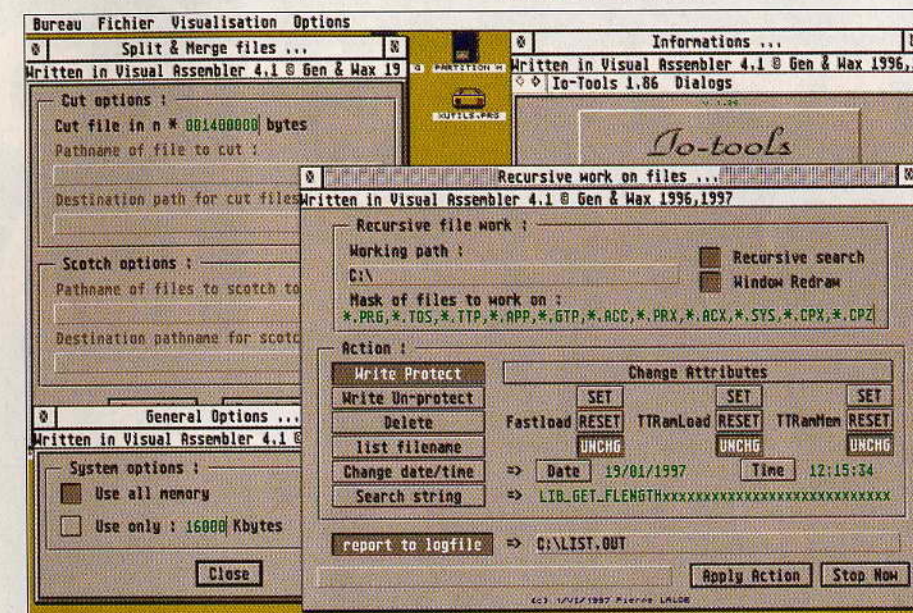 Bureau Fichier Visualisation Options
Split & Merge files ...
Written in Visual Assembler 4.1 © Gen & Wax 19
Cut options :
Cut file in n * 001400000 bytes
Pathname of file to cut :
Destination path for cut files
Scotch options :
Pathname of files to scotch to
Destination pathname for scotc
PARTITION
XUTILS.PRG
Informations ...
Written in Visual Assembler 4.1 © Gen & Wax 1996,
Io-Tools 1.86 Dialogs
Io-tools
Recursive work on files ...
Written in Visual Assembler 4.1 © Gen & Wax 1996,1997
Recursive file work :
Working path :
C:\
Recursive search
Window Redraw
Mask of files to work on :
*.PRG,*.TOS,*.TTP,*.APP,*.GTP,*.ACC,*.PRX,*.ACX,*.SYS,*.CPX,*.CPZ
Action :
Write Protect
Write Un-protect
Delete
list filename
Change date/time
Search string
Change Attributes
SET SET SET
Fastload RESET TTRamLoad RESET TTRamMem RESET
UNCHG UNCHG UNCHG
=> Date 19/01/1997 Time 12:15:34
=> LIB_GET_FLENGTHxxxxxxxxxxxxxxxxxxxxxxxxxxxx
report to logfile => C:\LIST.OUT
Apply Action Stop Now
(c) 1/VI/1997 Pierre LALOE
General Options ...
Written in Visual Assembler 4.1 ©
System options :
Use all memory
Use only : 16000 Kbytes
Close